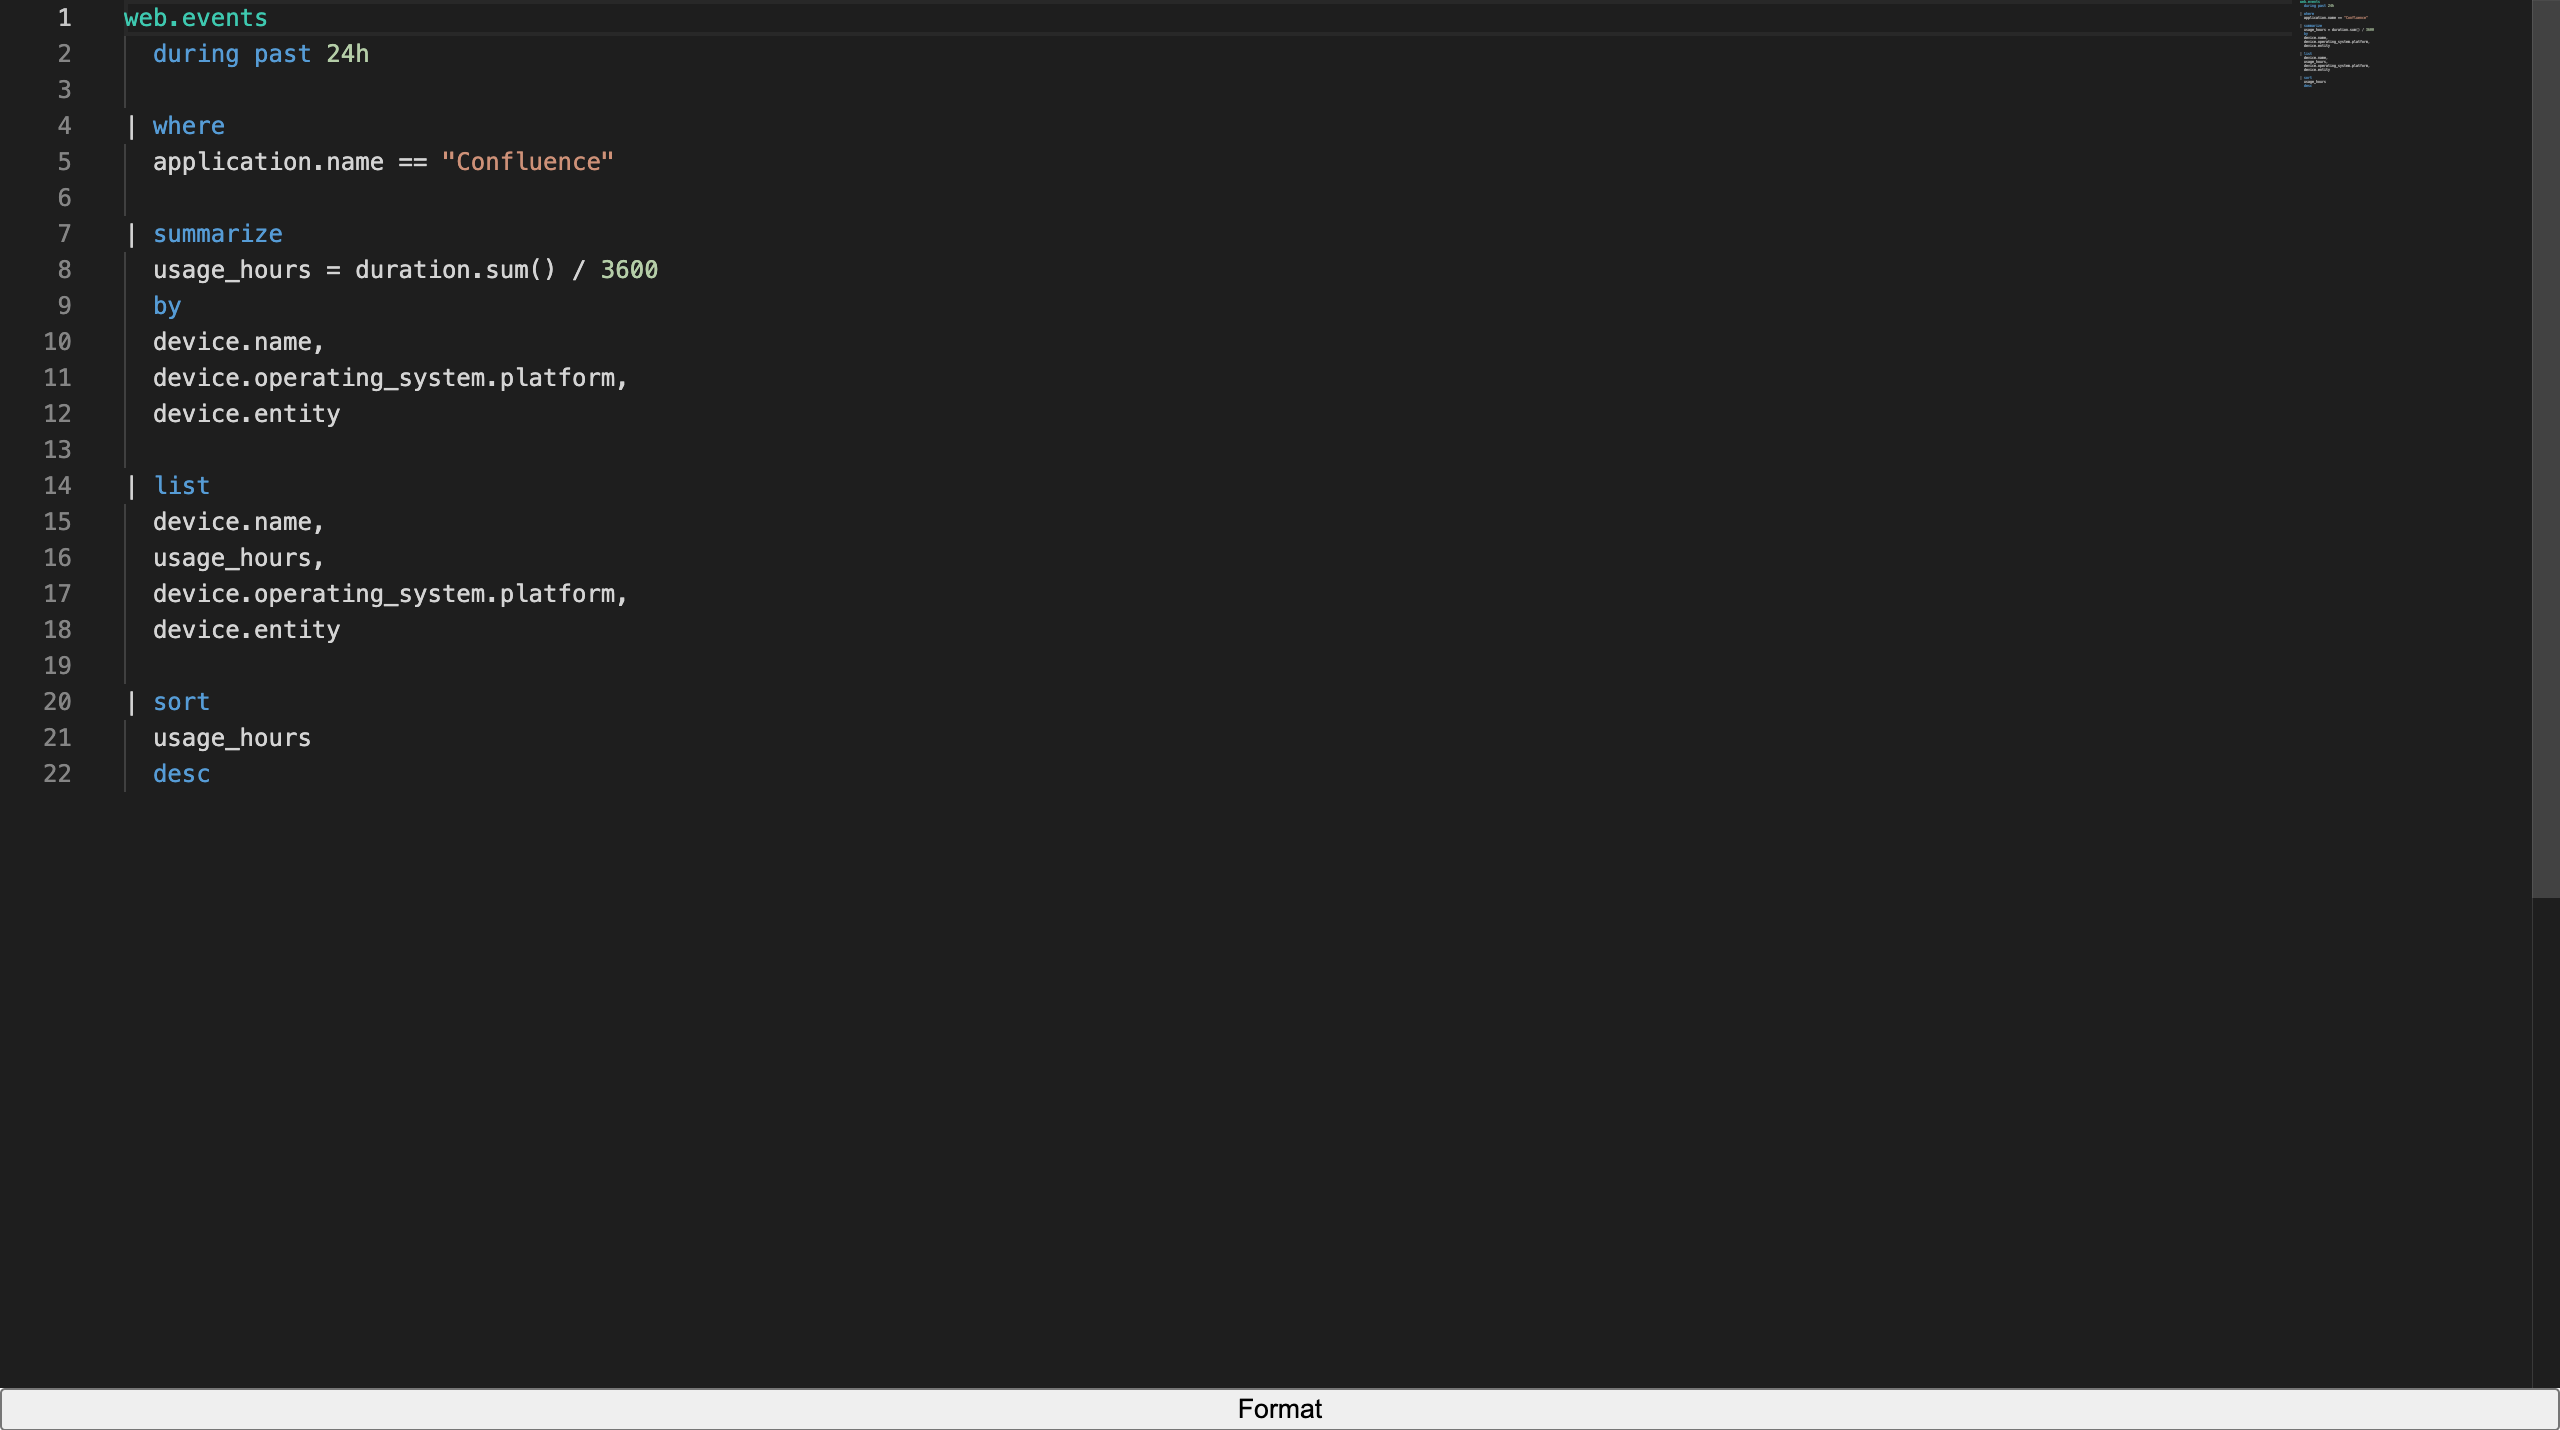 1 web.events
2 during past 24h
3
4 | where
5 application.name == "Confluence"
6
7 | summarize
8 usage_hours = duration.sum() / 3600
9 by
10 device.name,
11 device.operating_system.platform,
12 device.entity
13
14 | list
15 device.name,
16 usage_hours,
17 device.operating_system.platform,
18 device.entity
19
20 | sort
21 usage_hours
22 desc
Format